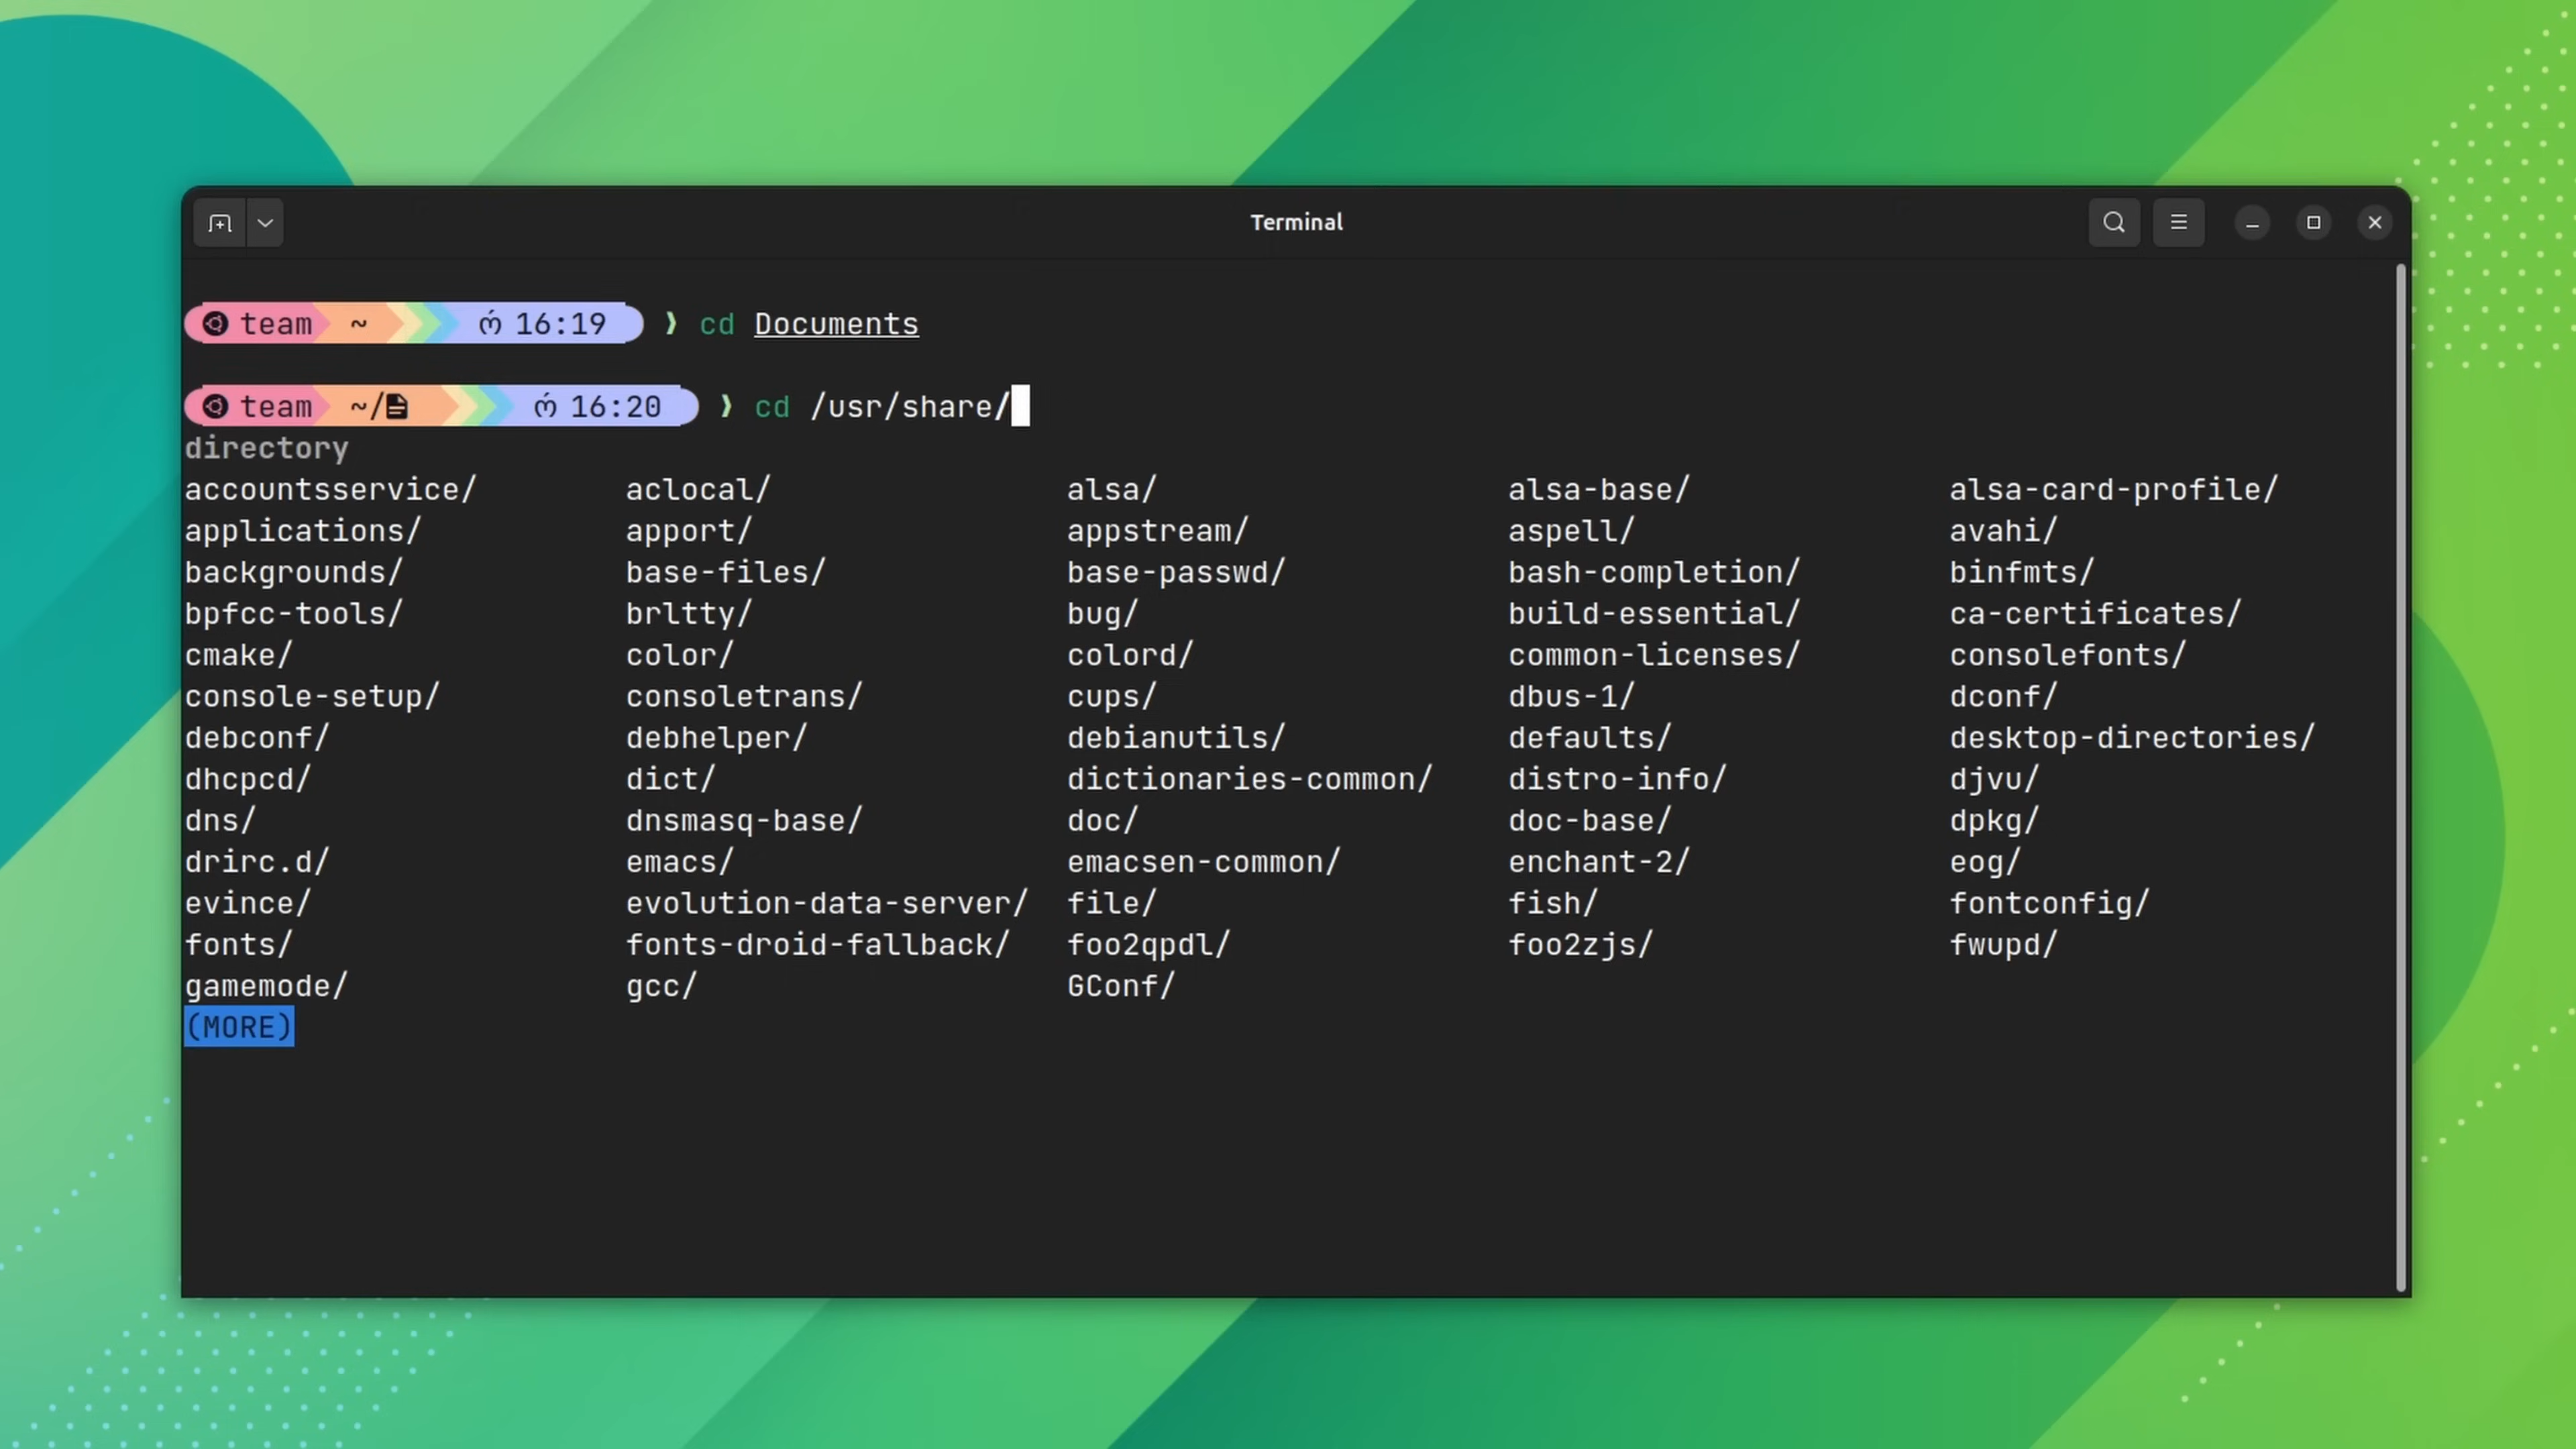 Terminal
team ~ 16:19 ❱ cd Documents
team ~/ 16:20 ❱ cd /usr/share/
directory
accountsservice/ aclocal/ alsa/ alsa-base/ alsa-card-profile/
applications/ apport/ appstream/ aspell/ avahi/
backgrounds/ base-files/ base-passwd/ bash-completion/ binfmts/
bpfcc-tools/ brltty/ bug/ build-essential/ ca-certificates/
cmake/ color/ colord/ common-licenses/ consolefonts/
console-setup/ consoletrans/ cups/ dbus-1/ dconf/
debconf/ debhelper/ debianutils/ defaults/ desktop-directories/
dhcpcd/ dict/ dictionaries-common/ distro-info/ djvu/
dns/ dnsmasq-base/ doc/ doc-base/ dpkg/
drirc.d/ emacs/ emacsen-common/ enchant-2/ eog/
evince/ evolution-data-server/ file/ fish/ fontconfig/
fonts/ fonts-droid-fallback/ foo2qpdl/ foo2zjs/ fwupd/
gamemode/ gcc/ GConf/
(MORE)